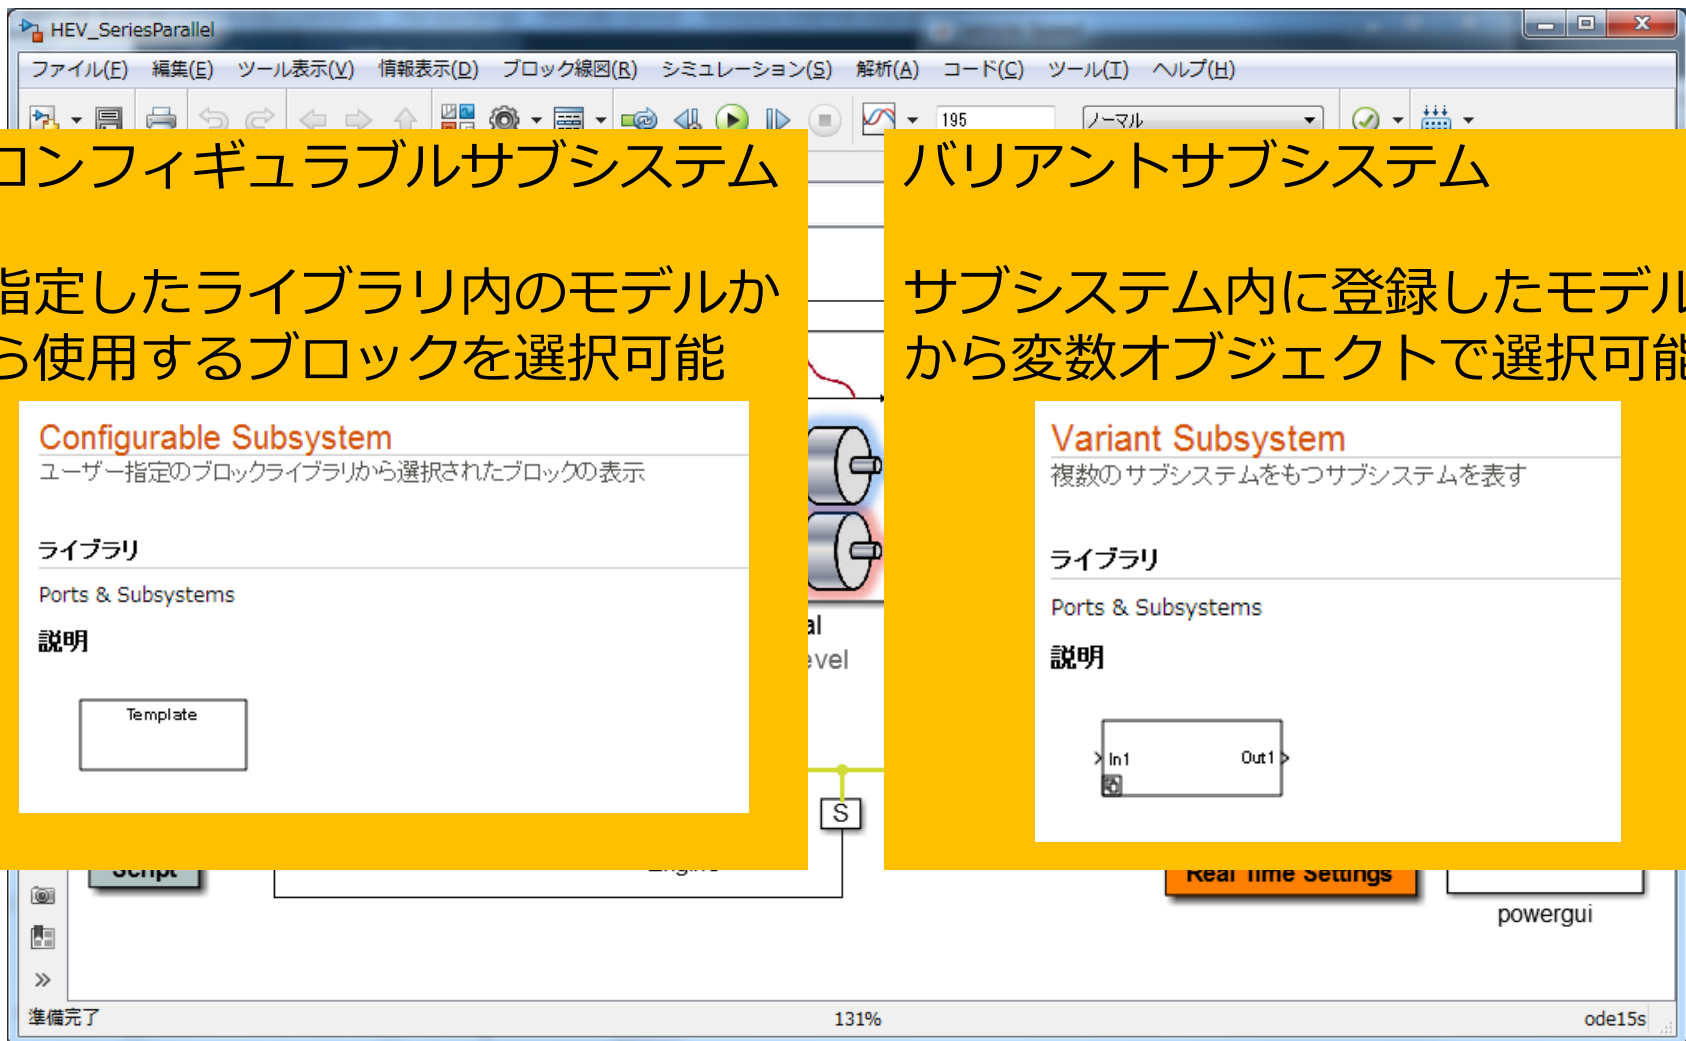 HEV_SeriesParallel
ファイル(F) 編集(E) ツール表示(V) 情報表示(D) ブロック線図(R) シミュレーション(S) 解析(A) コード(C) ツール(T) ヘルプ(H)
195
ノーマル
コンフィギュラブルサブシステム
指定したライブラリ内のモデルか
ら使用するブロックを選択可能
Configurable Subsystem
ユーザー指定のブロックライブラリから選択されたブロックの表示
ライブラリ
Ports & Subsystems
説明
Template
バリアントサブシステム
サブシステム内に登録したモデル
から変数オブジェクトで選択可能
Variant Subsystem
複数のサブシステムをもつサブシステムを表す
ライブラリ
Ports & Subsystems
説明
In1
Out1
S
Script
Engine
Real Time Settings
powergui
準備完了
131%
ode15s